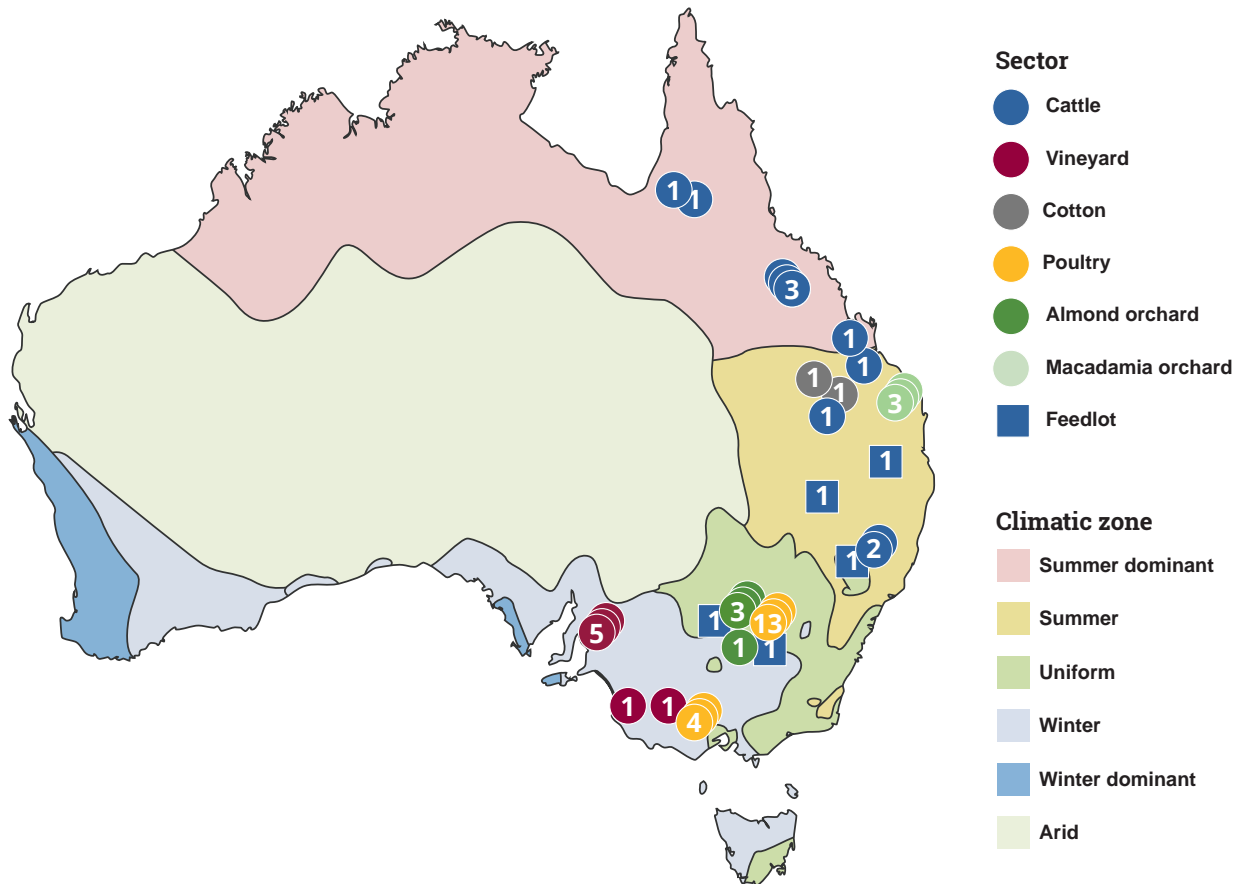 Sector
Cattle
Vineyard
Cotton
Poultry
Almond orchard
Macadamia orchard
Feedlot
Climatic zone
Summer dominant
Summer
Uniform
Winter
Winter dominant
Arid
1
1
3
1
1
1
1
1
3
1
1
2
1
3
1
13
1
1
5
1
1
4